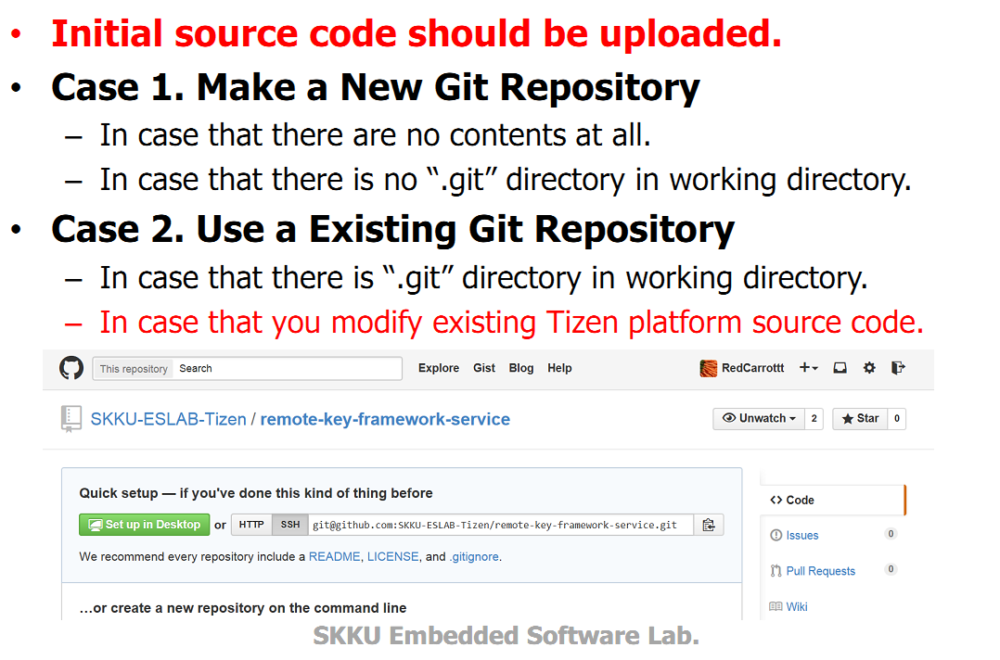 • Initial source code should be uploaded.
• Case 1. Make a New Git Repository
– In case that there are no contents at all.
– In case that there is no “.git” directory in working directory.
• Case 2. Use a Existing Git Repository
– In case that there is “.git” directory in working directory.
– In case that you modify existing Tizen platform source code.
This repository Search Explore Gist Blog Help RedCarrottt
SKKU-ESLAB-Tizen / remote-key-framework-service Unwatch 2 Star 0
Quick setup — if you've done this kind of thing before
Set up in Desktop or HTTP SSH git@github.com:SKKU-ESLAB-Tizen/remote-key-framework-service.git
We recommend every repository include a README, LICENSE, and .gitignore.
…or create a new repository on the command line
Code
Issues 0
Pull Requests 0
Wiki
SKKU Embedded Software Lab.